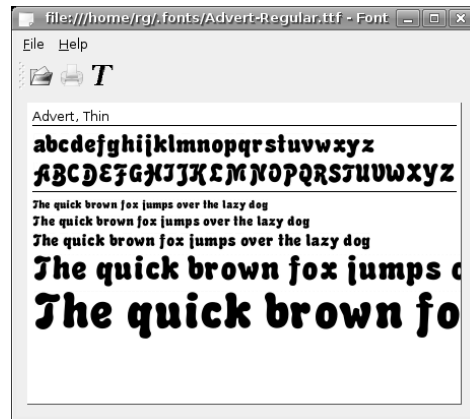 file:///home/rg/.fonts/Advert-Regular.ttf - Font
File Help
T
Advert, Thin
abcdefghijklmnopqrstuvwxyz
ABCDEFGHIJKLMNOPQRSTUVWXYZ
The quick brown fox jumps over the lazy dog
The quick brown fox jumps over the lazy dog
The quick brown fox jumps over the lazy dog
The quick brown fox jumps o
The quick brown fo